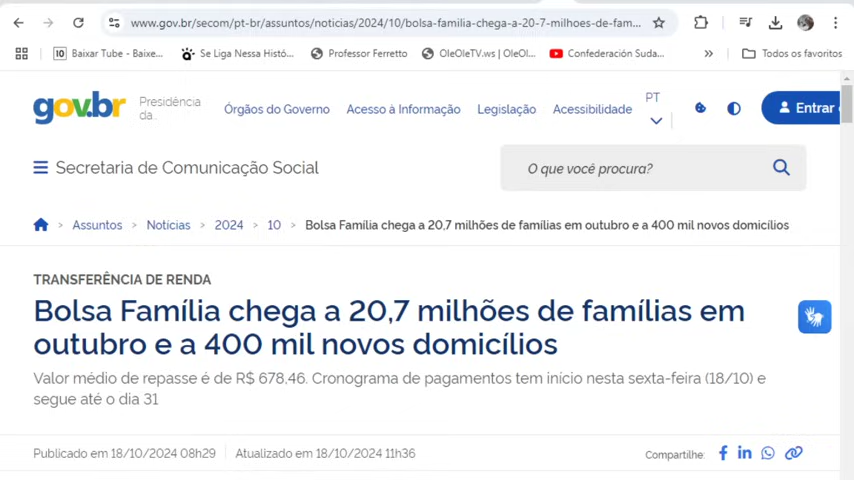 www.gov.br/secom/pt-br/assuntos/noticias/2024/10/bolsa-familia-chega-a-20-7-milhoes-de-fam...
Baixar Tube - Baixe... Se Liga Nessa Histó... Professor Ferretto OleOleTV.ws | OleOl... Confederación Suda... » Todos os favoritos
gov.br Presidência da... Órgãos do Governo Acesso à Informação Legislação Acessibilidade PT Entrar
Secretaria de Comunicação Social O que você procura?
> Assuntos > Notícias > 2024 > 10 > Bolsa Família chega a 20,7 milhões de famílias em outubro e a 400 mil novos domicílios
TRANSFERÊNCIA DE RENDA
Bolsa Família chega a 20,7 milhões de famílias em
outubro e a 400 mil novos domicílios
Valor médio de repasse é de R$ 678,46. Cronograma de pagamentos tem início nesta sexta-feira (18/10) e
segue até o dia 31
Publicado em 18/10/2024 08h29 Atualizado em 18/10/2024 11h36 Compartilhe: